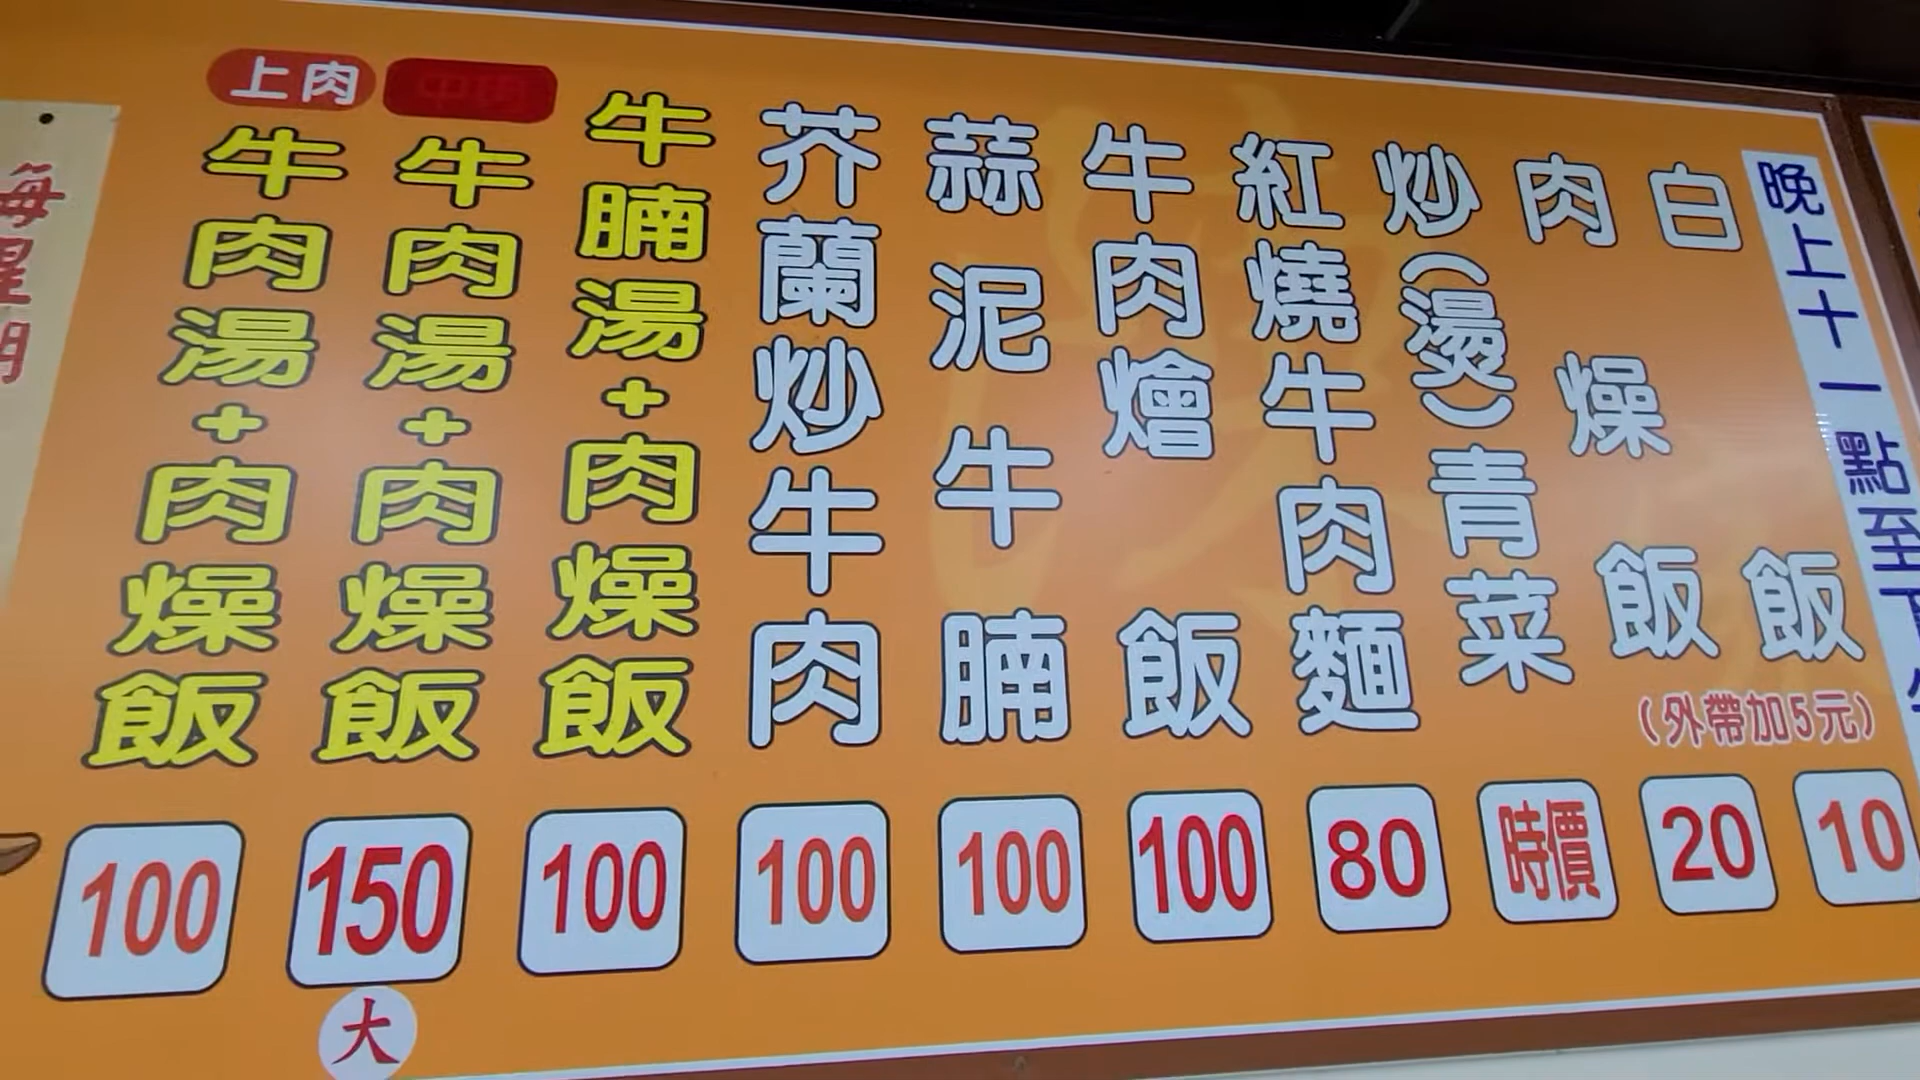 上肉
牛肉湯+肉燥飯
100
牛肉湯+肉燥飯
150
大
牛腩湯+肉燥飯
100
芥蘭炒牛肉
100
蒜泥牛腩
100
牛肉燴飯
100
紅燒牛肉麵
80
炒(燙)青菜
時價
肉燥飯
20
白飯
10
(外帶加5元)
晚上十一點至
每星期